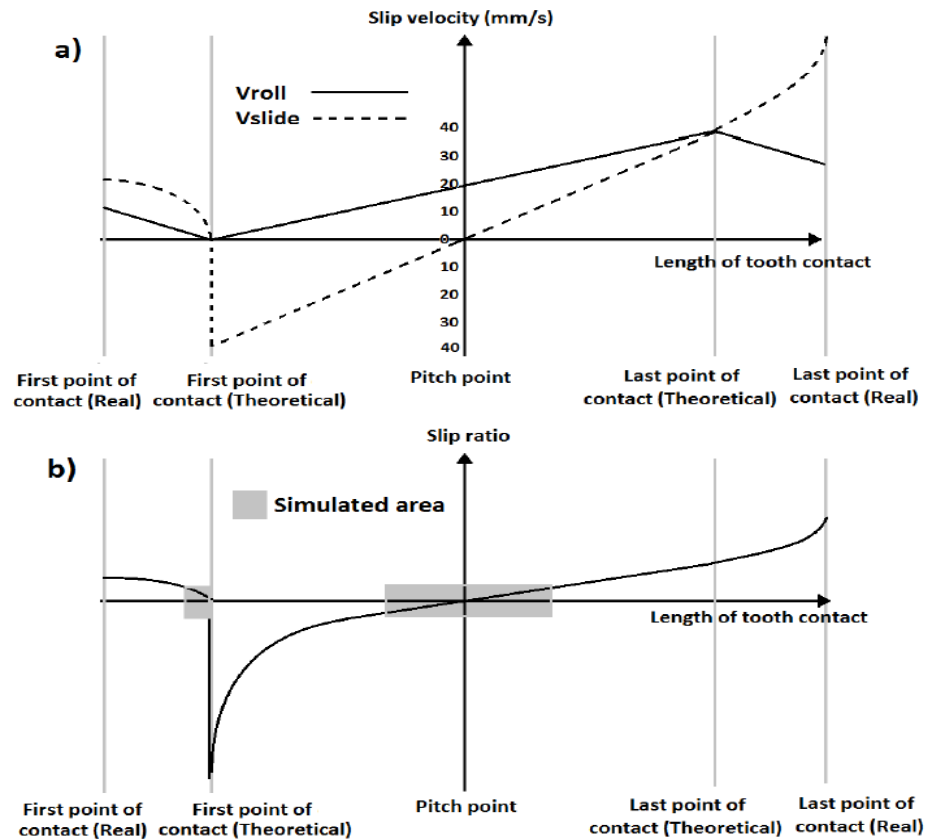 Slip velocity (mm/s)
a)
Vroll
Vslide
40
30
20
10
0
10
20
30
40
Length of tooth contact
First point of
contact (Real)
First point of
contact (Theoretical)
Pitch point
Last point of
contact (Theoretical)
Last point of
contact (Real)
Slip ratio
b)
Simulated area
Length of tooth contact
First point of
contact (Real)
First point of
contact (Theoretical)
Pitch point
Last point of
contact (Theoretical)
Last point of
contact (Real)